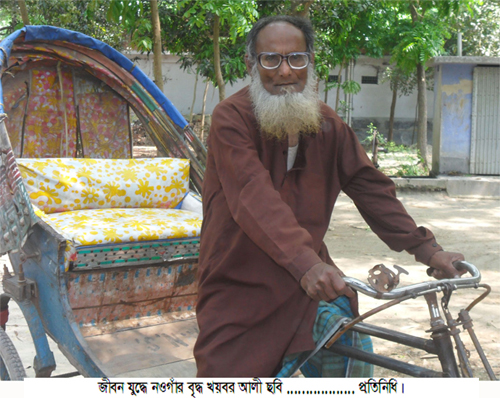 জীবন যুদ্ধে নওগাঁর বৃদ্ধ খয়বর আলী ছবি .................. প্রতিনিধি।